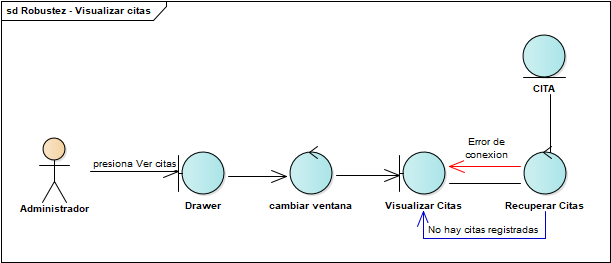 sd Robustez - Visualizar citas
CITA
Error de
conexion
presiona Ver citas
Administrador
Drawer
cambiar ventana
Visualizar Citas
Recuperar Citas
No hay citas registradas